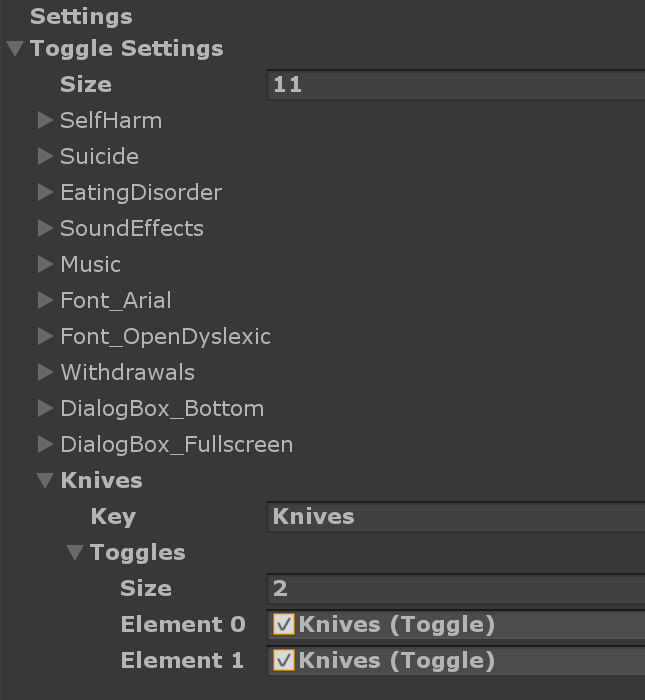 Settings
Toggle Settings
Size 11
SelfHarm
Suicide
EatingDisorder
SoundEffects
Music
Font_Arial
Font_OpenDyslexic
Withdrawals
DialogBox_Bottom
DialogBox_Fullscreen
Knives
Key Knives
Toggles
Size 2
Element 0 Knives (Toggle)
Element 1 Knives (Toggle)